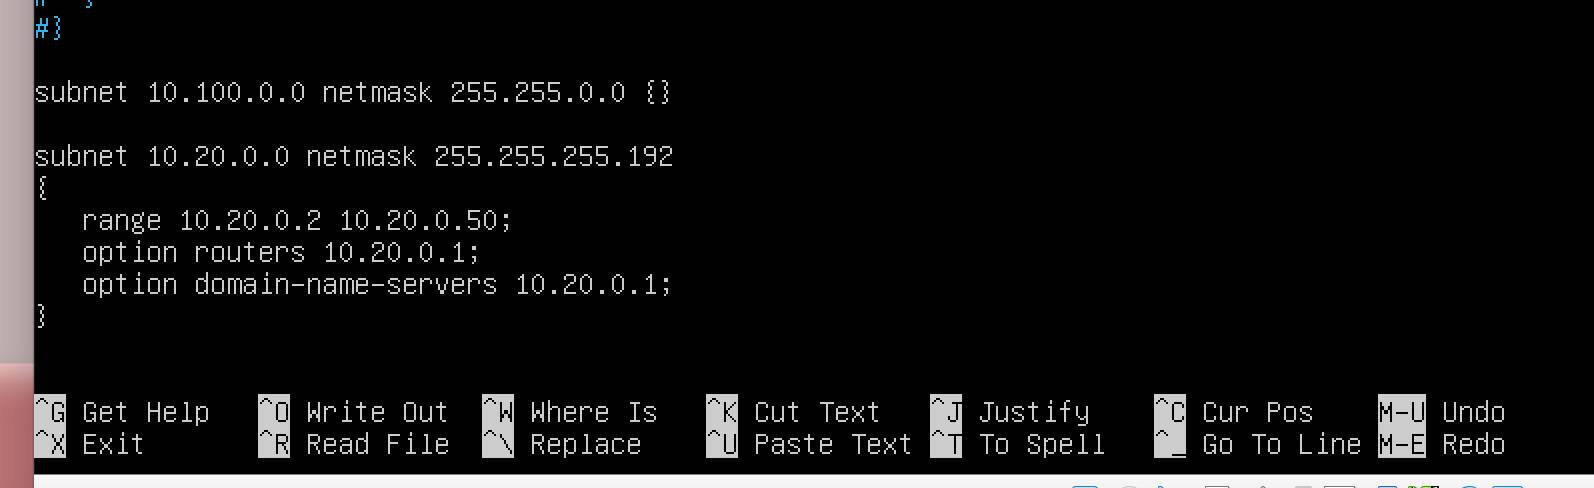 #}
subnet 10.100.0.0 netmask 255.255.0.0 {}
subnet 10.20.0.0 netmask 255.255.255.192
{
range 10.20.0.2 10.20.0.50;
option routers 10.20.0.1;
option domain-name-servers 10.20.0.1;
}
^G Get Help ^O Write Out ^W Where Is ^K Cut Text ^J Justify ^C Cur Pos M-U Undo
^X Exit ^R Read File ^\ Replace ^U Paste Text ^T To Spell ^_ Go To Line M-E Redo